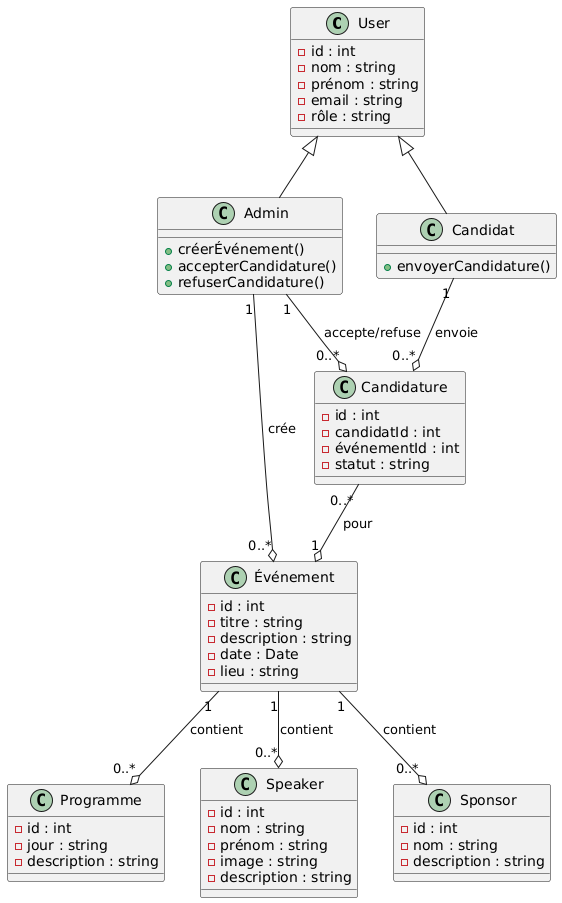 C User
- id : int
- nom : string
- prénom : string
- email : string
- rôle : string
C Admin
+ créerÉvénement()
+ accepterCandidature()
+ refuserCandidature()
C Candidat
+ envoyerCandidature()
1
1
1
accepte/refuse
envoie
0..*
0..*
C Candidature
- id : int
- candidatId : int
- événementId : int
- statut : string
crée
0..*
pour
0..*
1
C Événement
- id : int
- titre : string
- description : string
- date : Date
- lieu : string
1
1
1
contient
contient
contient
0..*
0..*
0..*
C Programme
- id : int
- jour : string
- description : string
C Speaker
- id : int
- nom : string
- prénom : string
- image : string
- description : string
C Sponsor
- id : int
- nom : string
- description : string